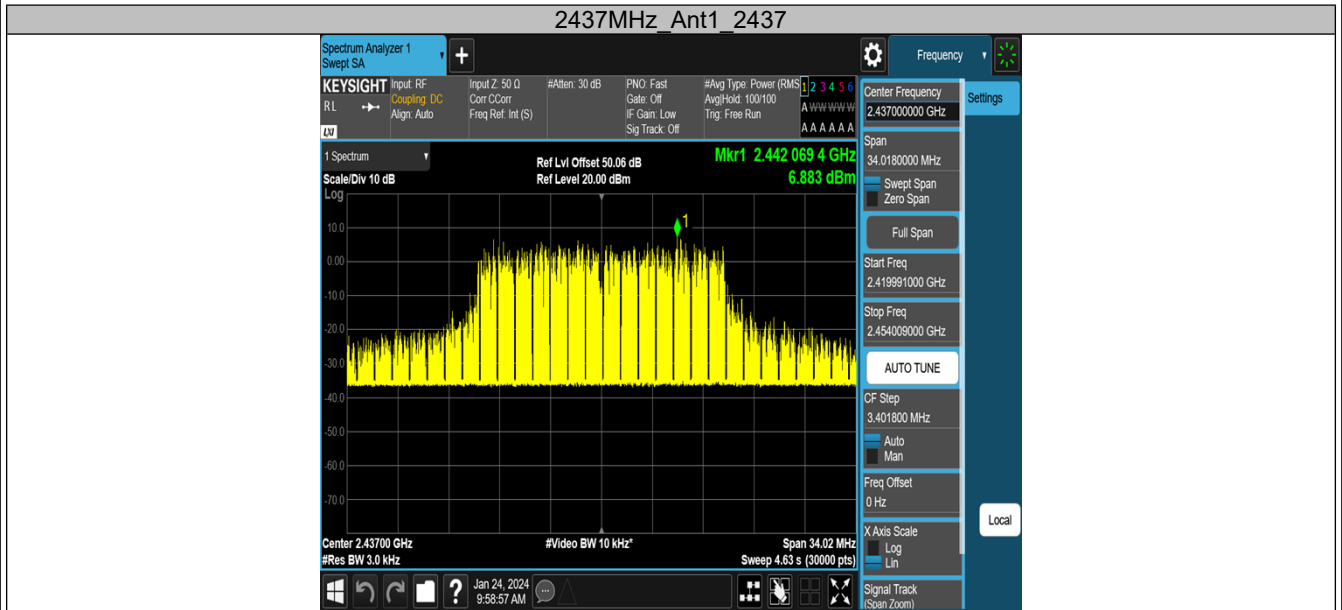 2437MHz_Ant1_2437
Spectrum Analyzer 1
Swept SA
+
Frequency
KEYSIGHT
RL
LXI
Input: RF
Coupling: DC
Align: Auto
Input Z: 50 Ω
Corr CCorr
Freq Ref: Int (S)
#Atten: 30 dB
PNO: Fast
Gate: Off
IF Gain: Low
Sig Track: Off
#Avg Type: Power (RMS
Avg|Hold: 100/100
Trig: Free Run
1 2 3 4 5 6
A W W W W W
A A A A A A
Center Frequency
2.437000000 GHz
Settings
Span
34.0180000 MHz
Swept Span
Zero Span
Full Span
Start Freq
2.419991000 GHz
Stop Freq
2.454009000 GHz
AUTO TUNE
CF Step
3.401800 MHz
Auto
Man
Freq Offset
0 Hz
X Axis Scale
Log
Lin
Signal Track
(Span Zoom)
Local
1 Spectrum
Scale/Div 10 dB
Log
Ref Lvl Offset 50.06 dB
Ref Level 20.00 dBm
Mkr1 2.442 069 4 GHz
6.883 dBm
1
10.0
0.00
-10.0
-20.0
-30.0
-40.0
-50.0
-60.0
-70.0
Center 2.43700 GHz
#Res BW 3.0 kHz
#Video BW 10 kHz*
Span 34.02 MHz
Sweep 4.63 s (30000 pts)
?
Jan 24, 2024
9:58:57 AM